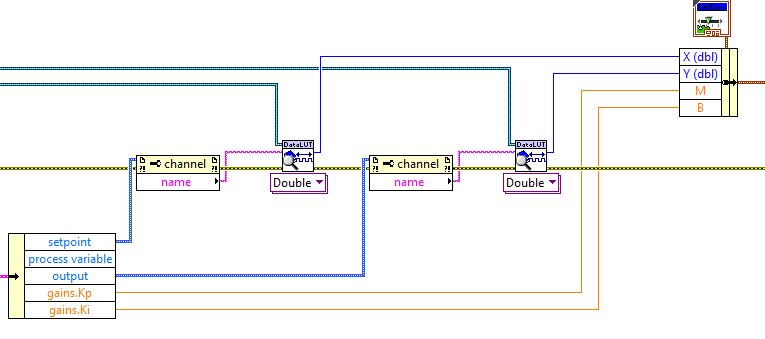 X (dbl)
Y (dbl)
M
B
DataLUT
DataLUT
channel
name
channel
name
Double
Double
setpoint
process variable
output
gains.Kp
gains.Ki